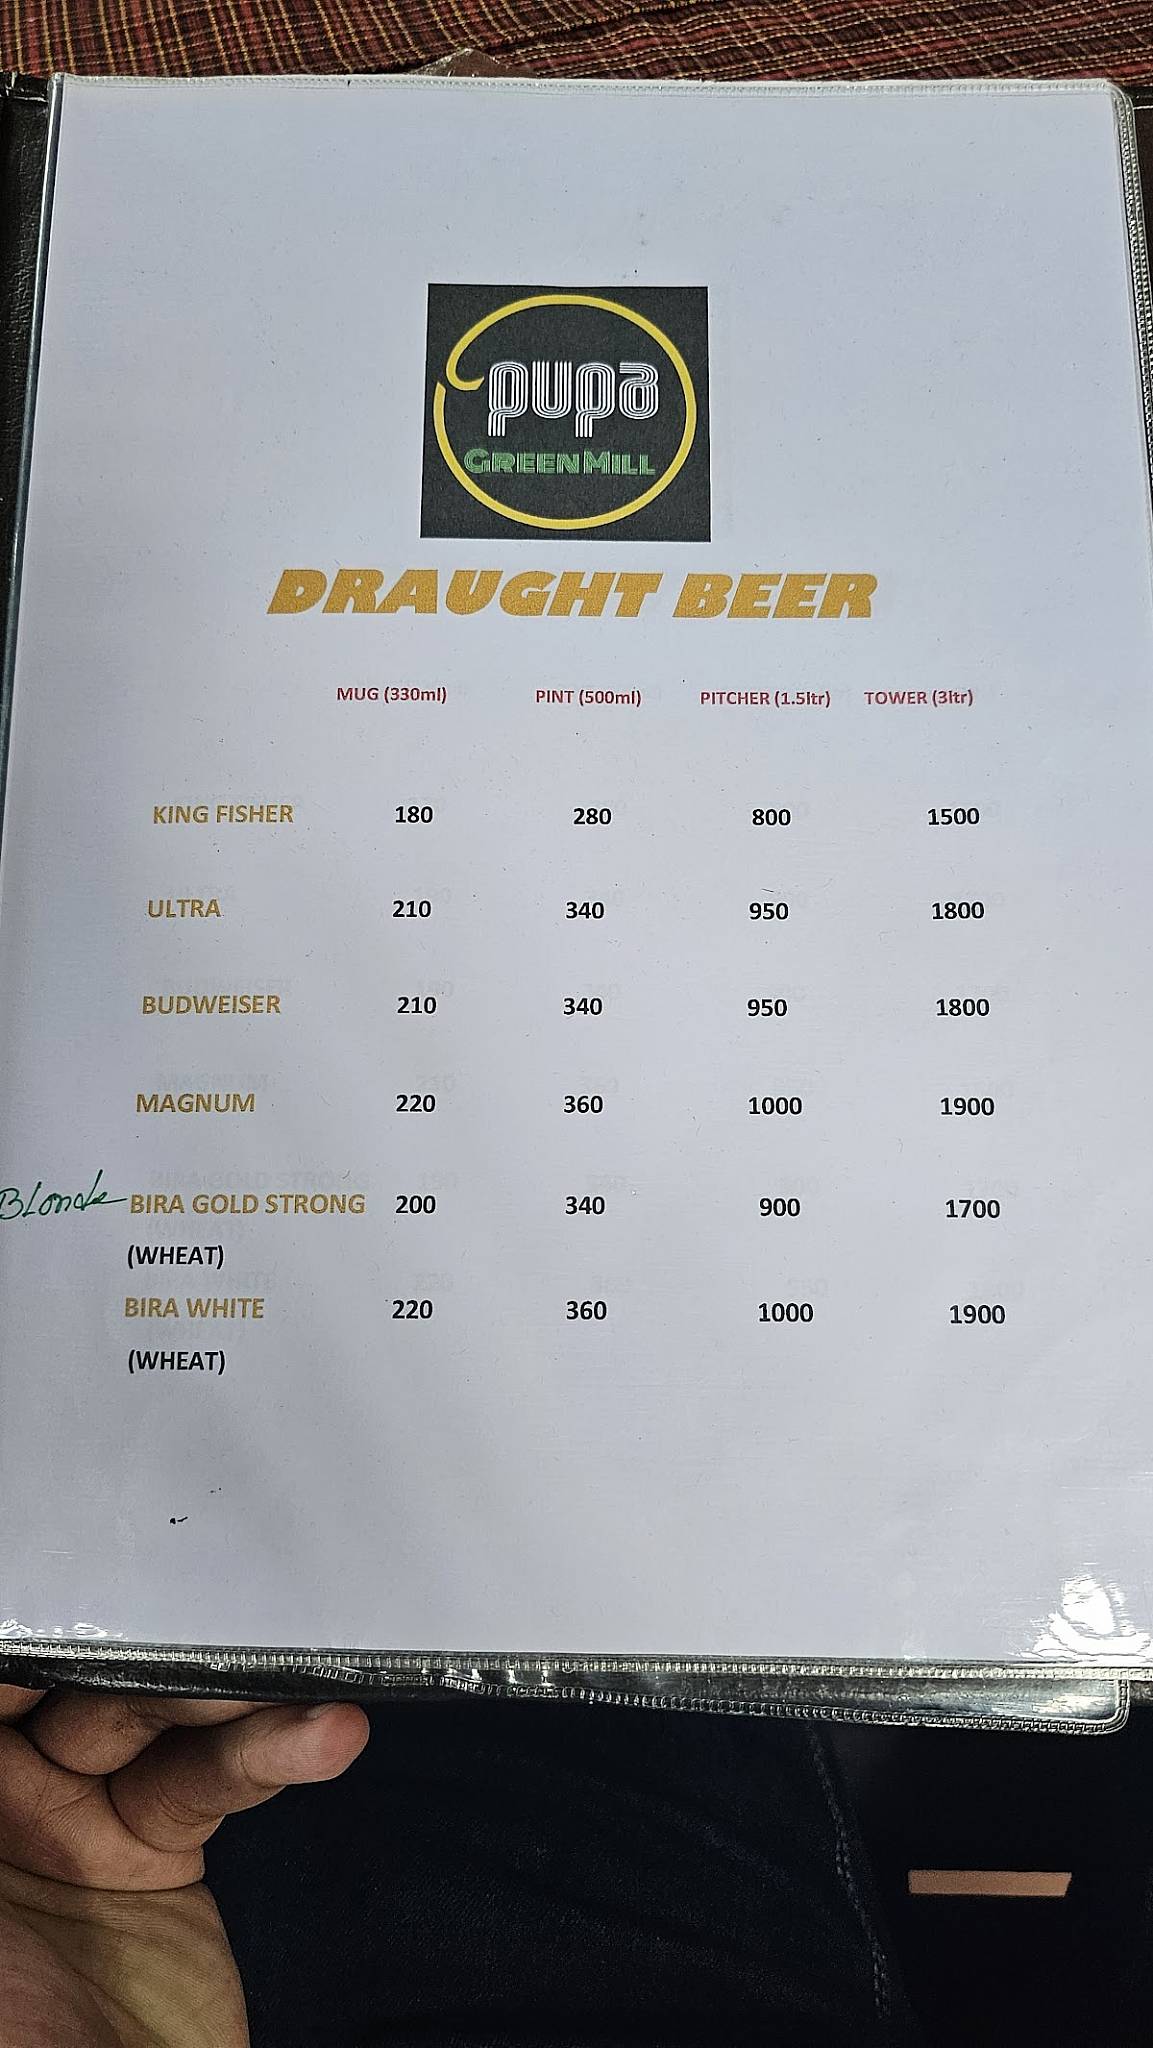 pupa
GREENMILL
DRAUGHT BEER
MUG (330ml) PINT (500ml) PITCHER (1.5ltr) TOWER (3ltr)
KING FISHER 180 280 800 1500
ULTRA 210 340 950 1800
BUDWEISER 210 340 950 1800
MAGNUM 220 360 1000 1900
Blonde BIRA GOLD STRONG 200 340 900 1700
(WHEAT)
BIRA WHITE 220 360 1000 1900
(WHEAT)